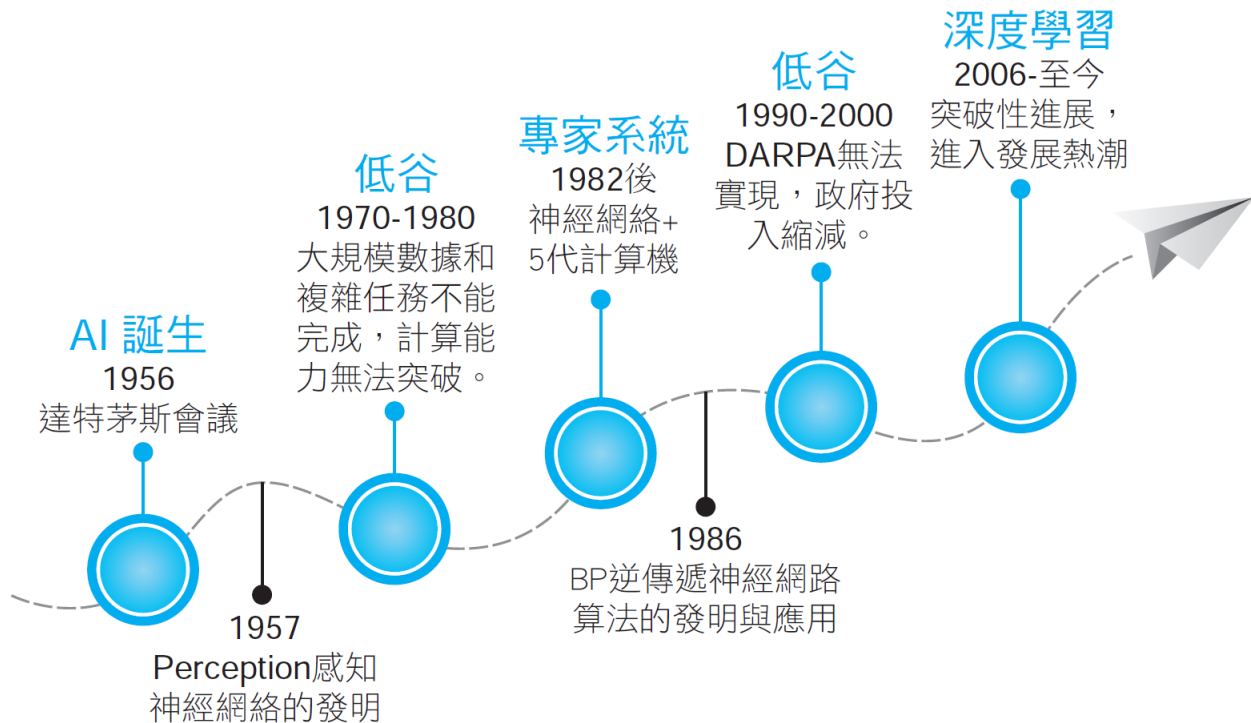 AI 誕生
1956
達特茅斯會議
1957
Perception感知
神經網絡的發明
低谷
1970-1980
大規模數據和
複雜任務不能
完成，計算能
力無法突破。
專家系統
1982後
神經網絡+
5代計算機
1986
BP逆傳遞神經網路
算法的發明與應用
低谷
1990-2000
DARPA無法
實現，政府投
入縮減。
深度學習
2006-至今
突破性進展，
進入發展熱潮